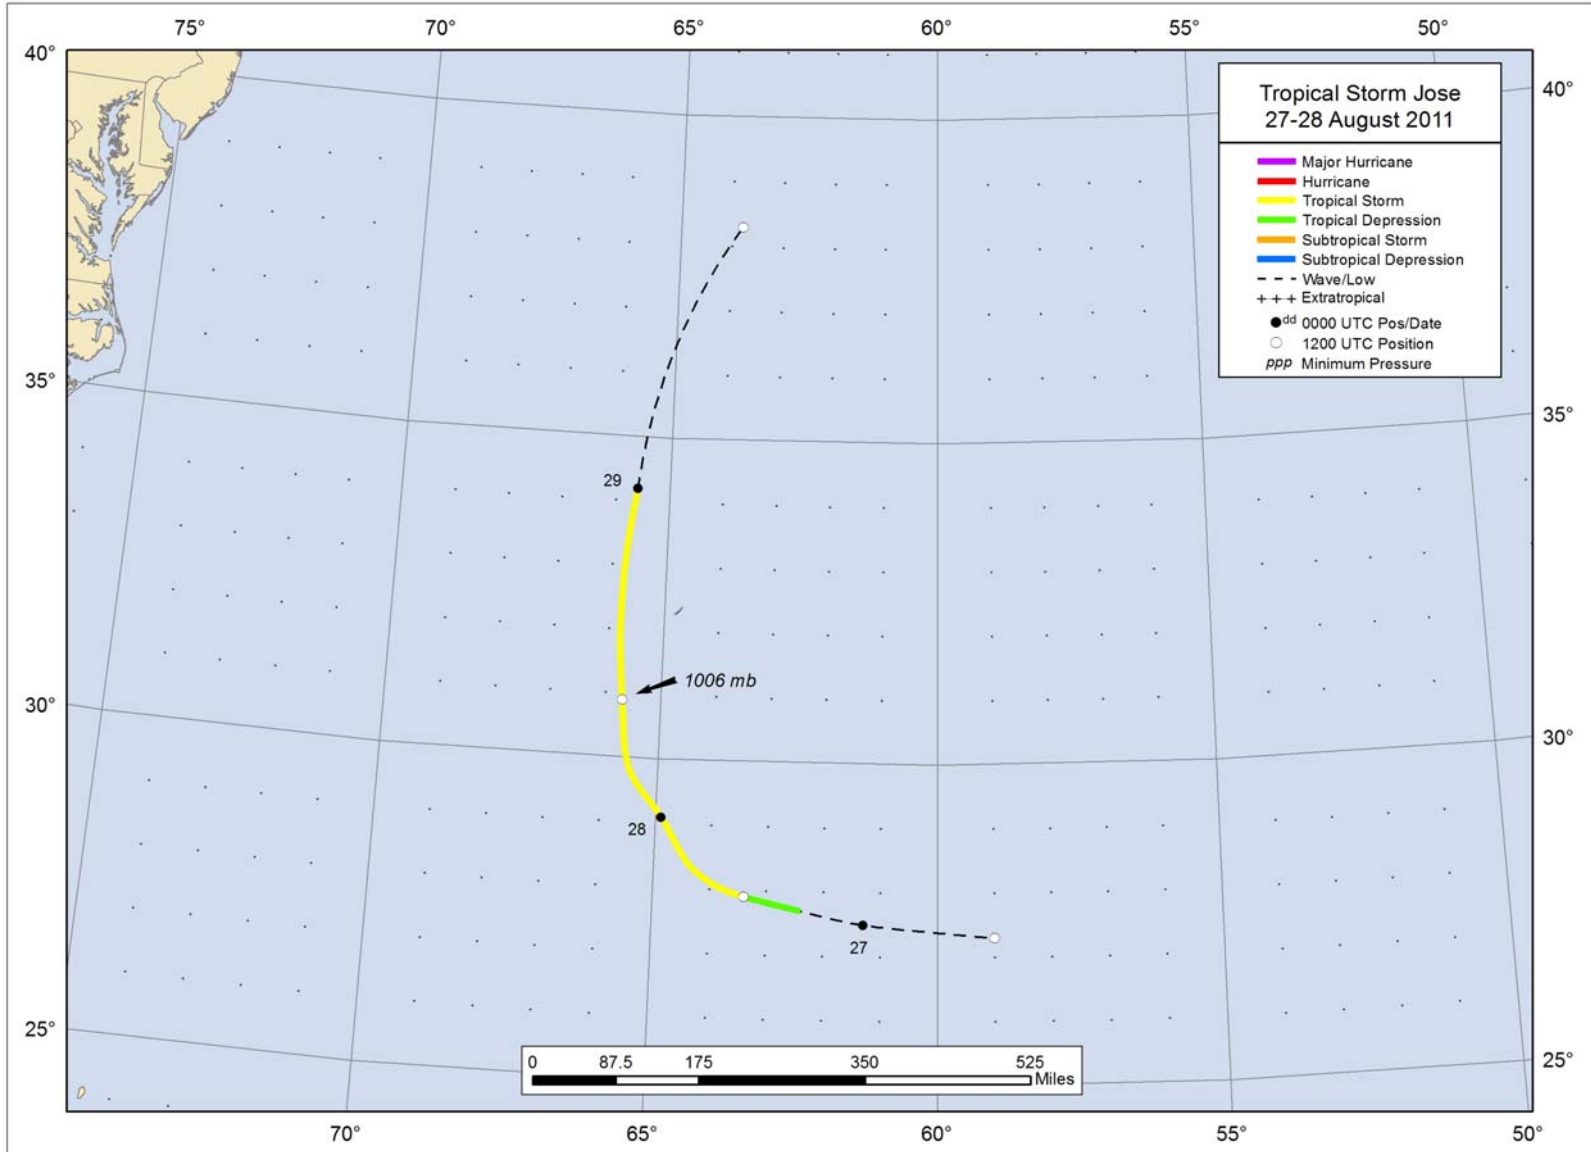 75° 70° 65° 60° 55° 50°
40° 40°
Tropical Storm Jose
27-28 August 2011
Major Hurricane
Hurricane
Tropical Storm
Tropical Depression
Subtropical Storm
Subtropical Depression
Wave/Low
+++ Extratropical
dd 0000 UTC Pos/Date
1200 UTC Position
ppp Minimum Pressure
35° 35°
29
1006 mb
30° 30°
28
27
25° 25°
0 87.5 175 350 525
Miles
70° 65° 60° 55° 50°